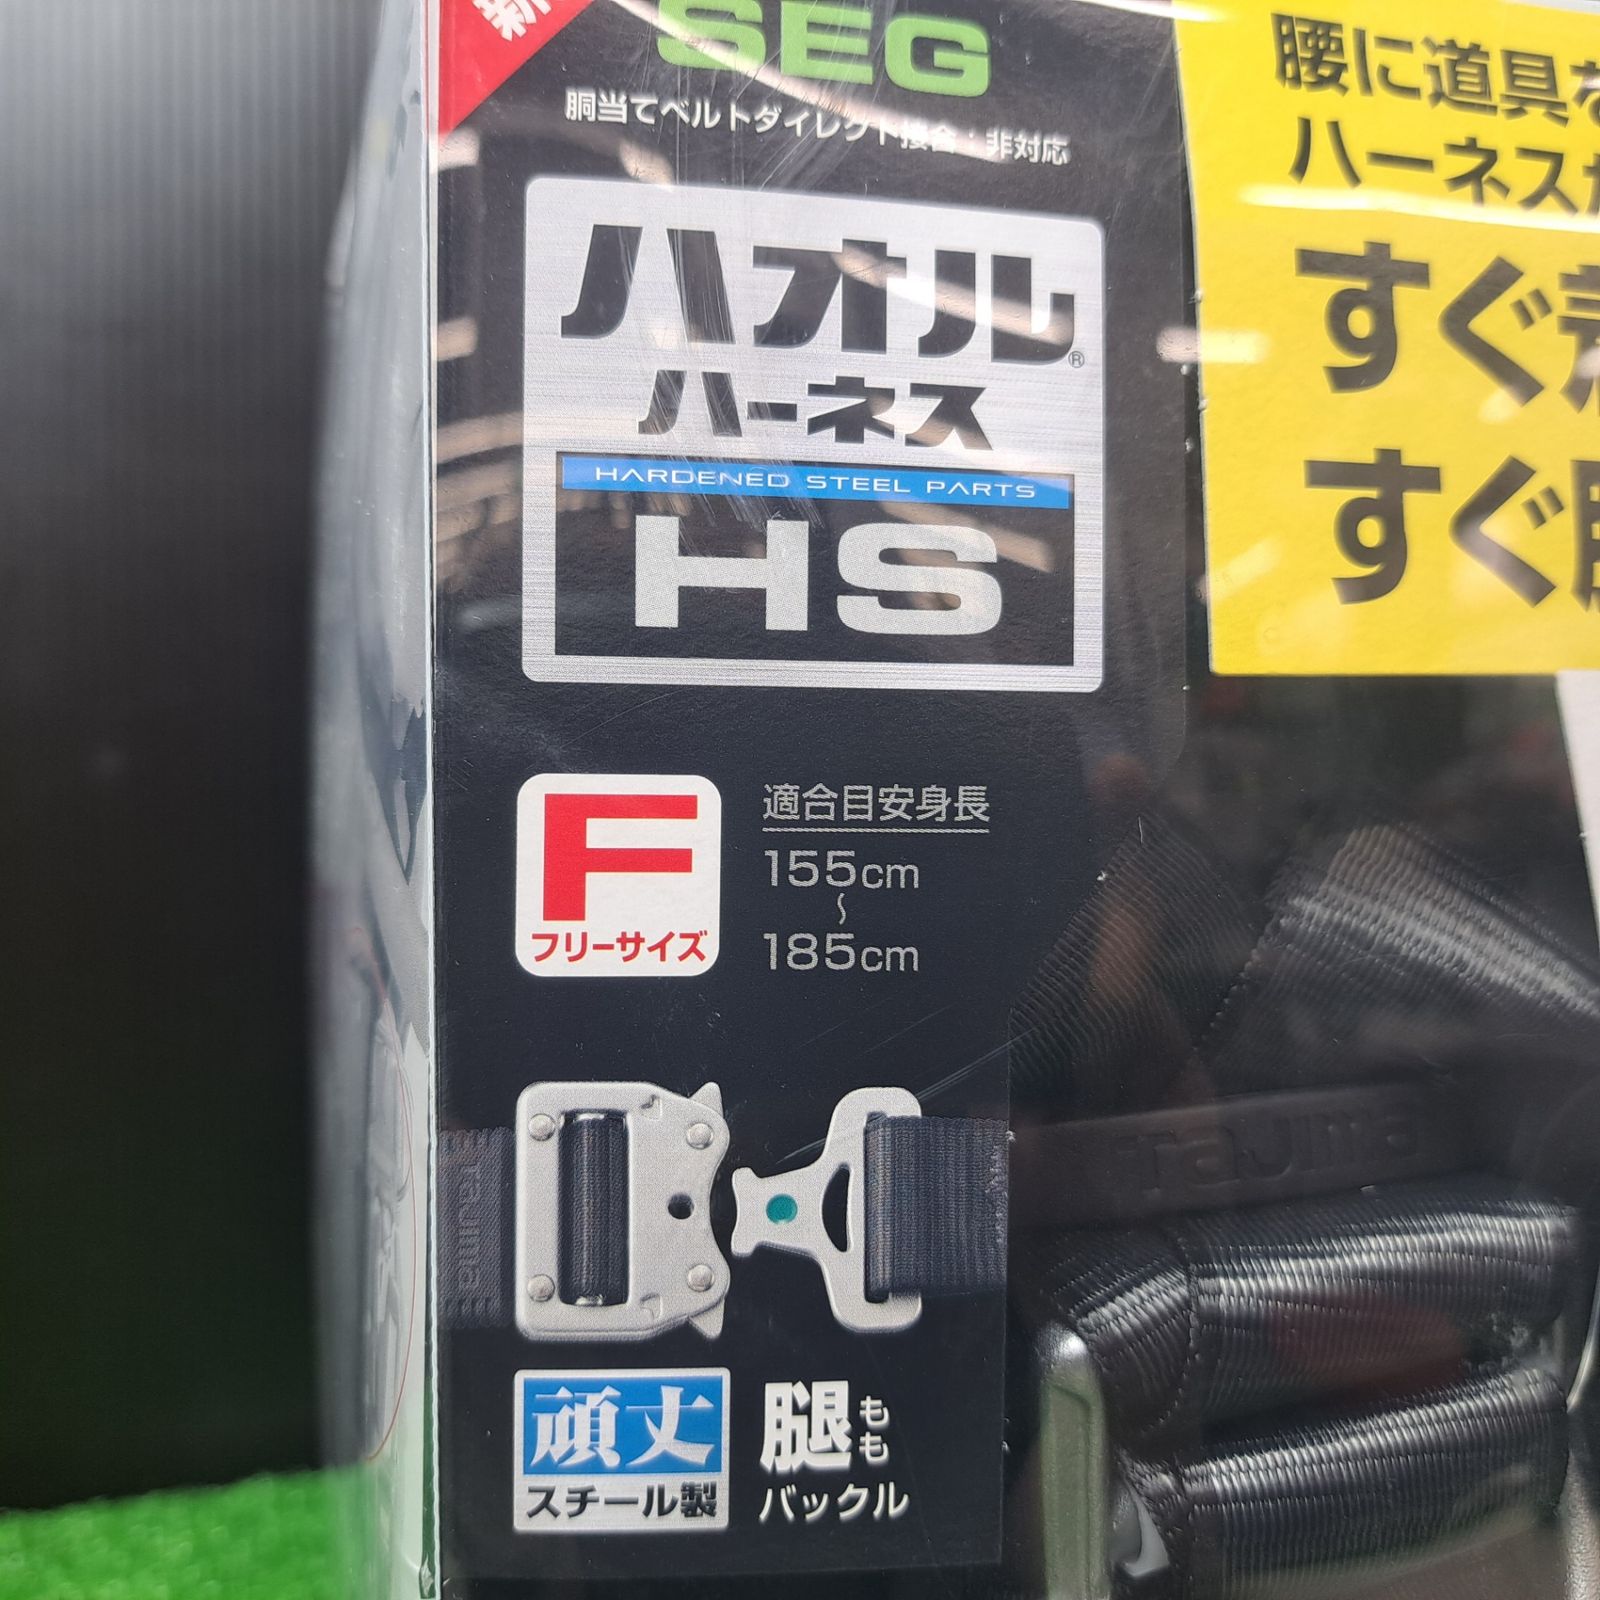 SEG
胴当てベルトダイレクト接合:非対応
ハオル®
ハーネス
HARDENED STEEL PARTS
HS
F
フリーサイズ
適合目安身長
155cm
~
185cm
頑丈
スチール製
腿もも
バックル
腰に道具
ハーネス
すぐ
すぐ
TAJIMA
TAJIMA